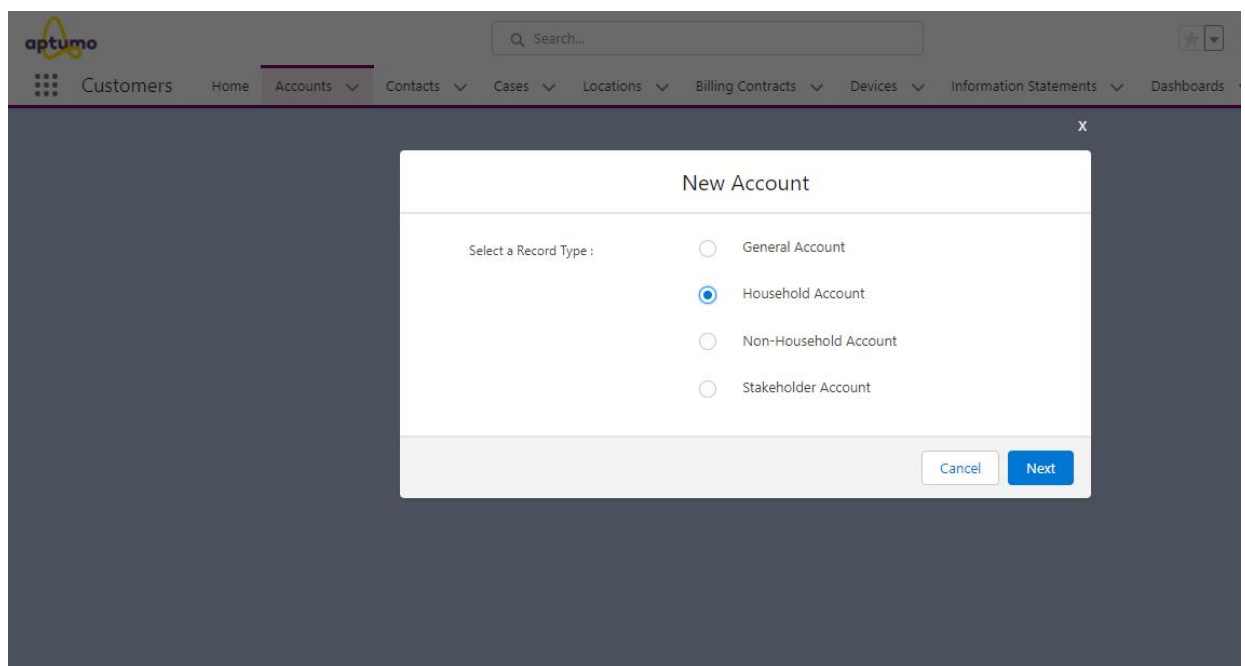 aptumo
Search...
Customers Home Accounts Contacts Cases Locations Billing Contracts Devices Information Statements Dashboards
x
New Account
Select a Record Type :
General Account
Household Account
Non-Household Account
Stakeholder Account
Cancel Next